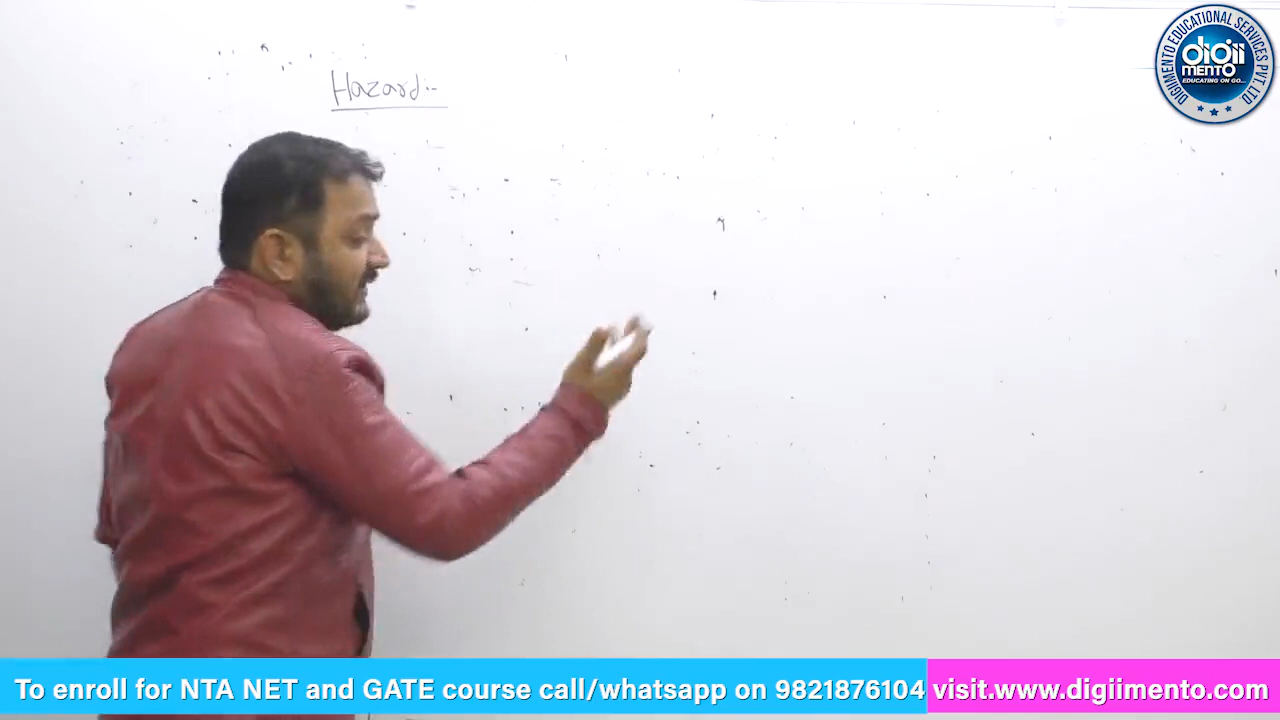 Hazard:-
DIGIIMENTO EDUCATIONAL SERVICES PVT. LTD
digii
MENTO
EDUCATING ON GO...
To enroll for NTA NET and GATE course call/whatsapp on 9821876104 visit.www.digiimento.com